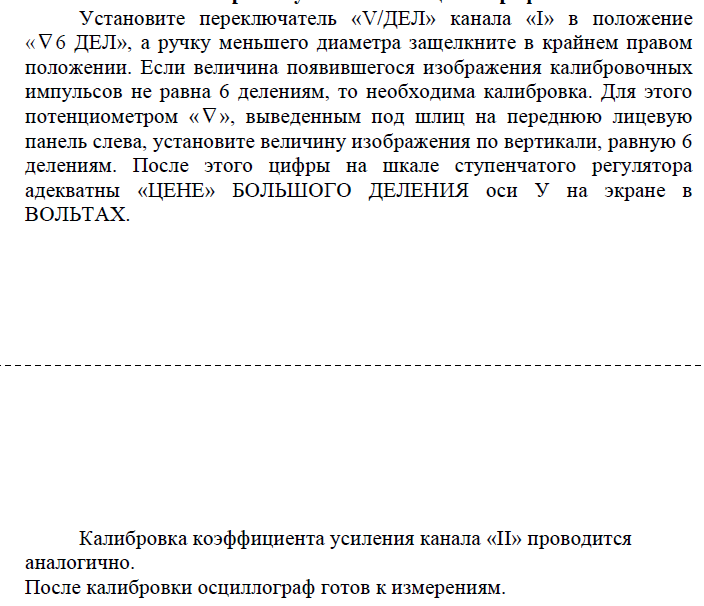 Установите переключатель «V/ДЕЛ» канала «I» в положение
«∇6 ДЕЛ», а ручку меньшего диаметра защелкните в крайнем правом
положении. Если величина появившегося изображения калибровочных
импульсов не равна 6 делениям, то необходима калибровка. Для этого
потенциометром «∇», выведенным под шлиц на переднюю лицевую
панель слева, установите величину изображения по вертикали, равную 6
делениям. После этого цифры на шкале ступенчатого регулятора
адекватны «ЦЕНЕ» БОЛЬШОГО ДЕЛЕНИЯ оси У на экране в
ВОЛЬТАХ.
Калибровка коэффициента усиления канала «II» проводится
аналогично.
После калибровки осциллограф готов к измерениям.